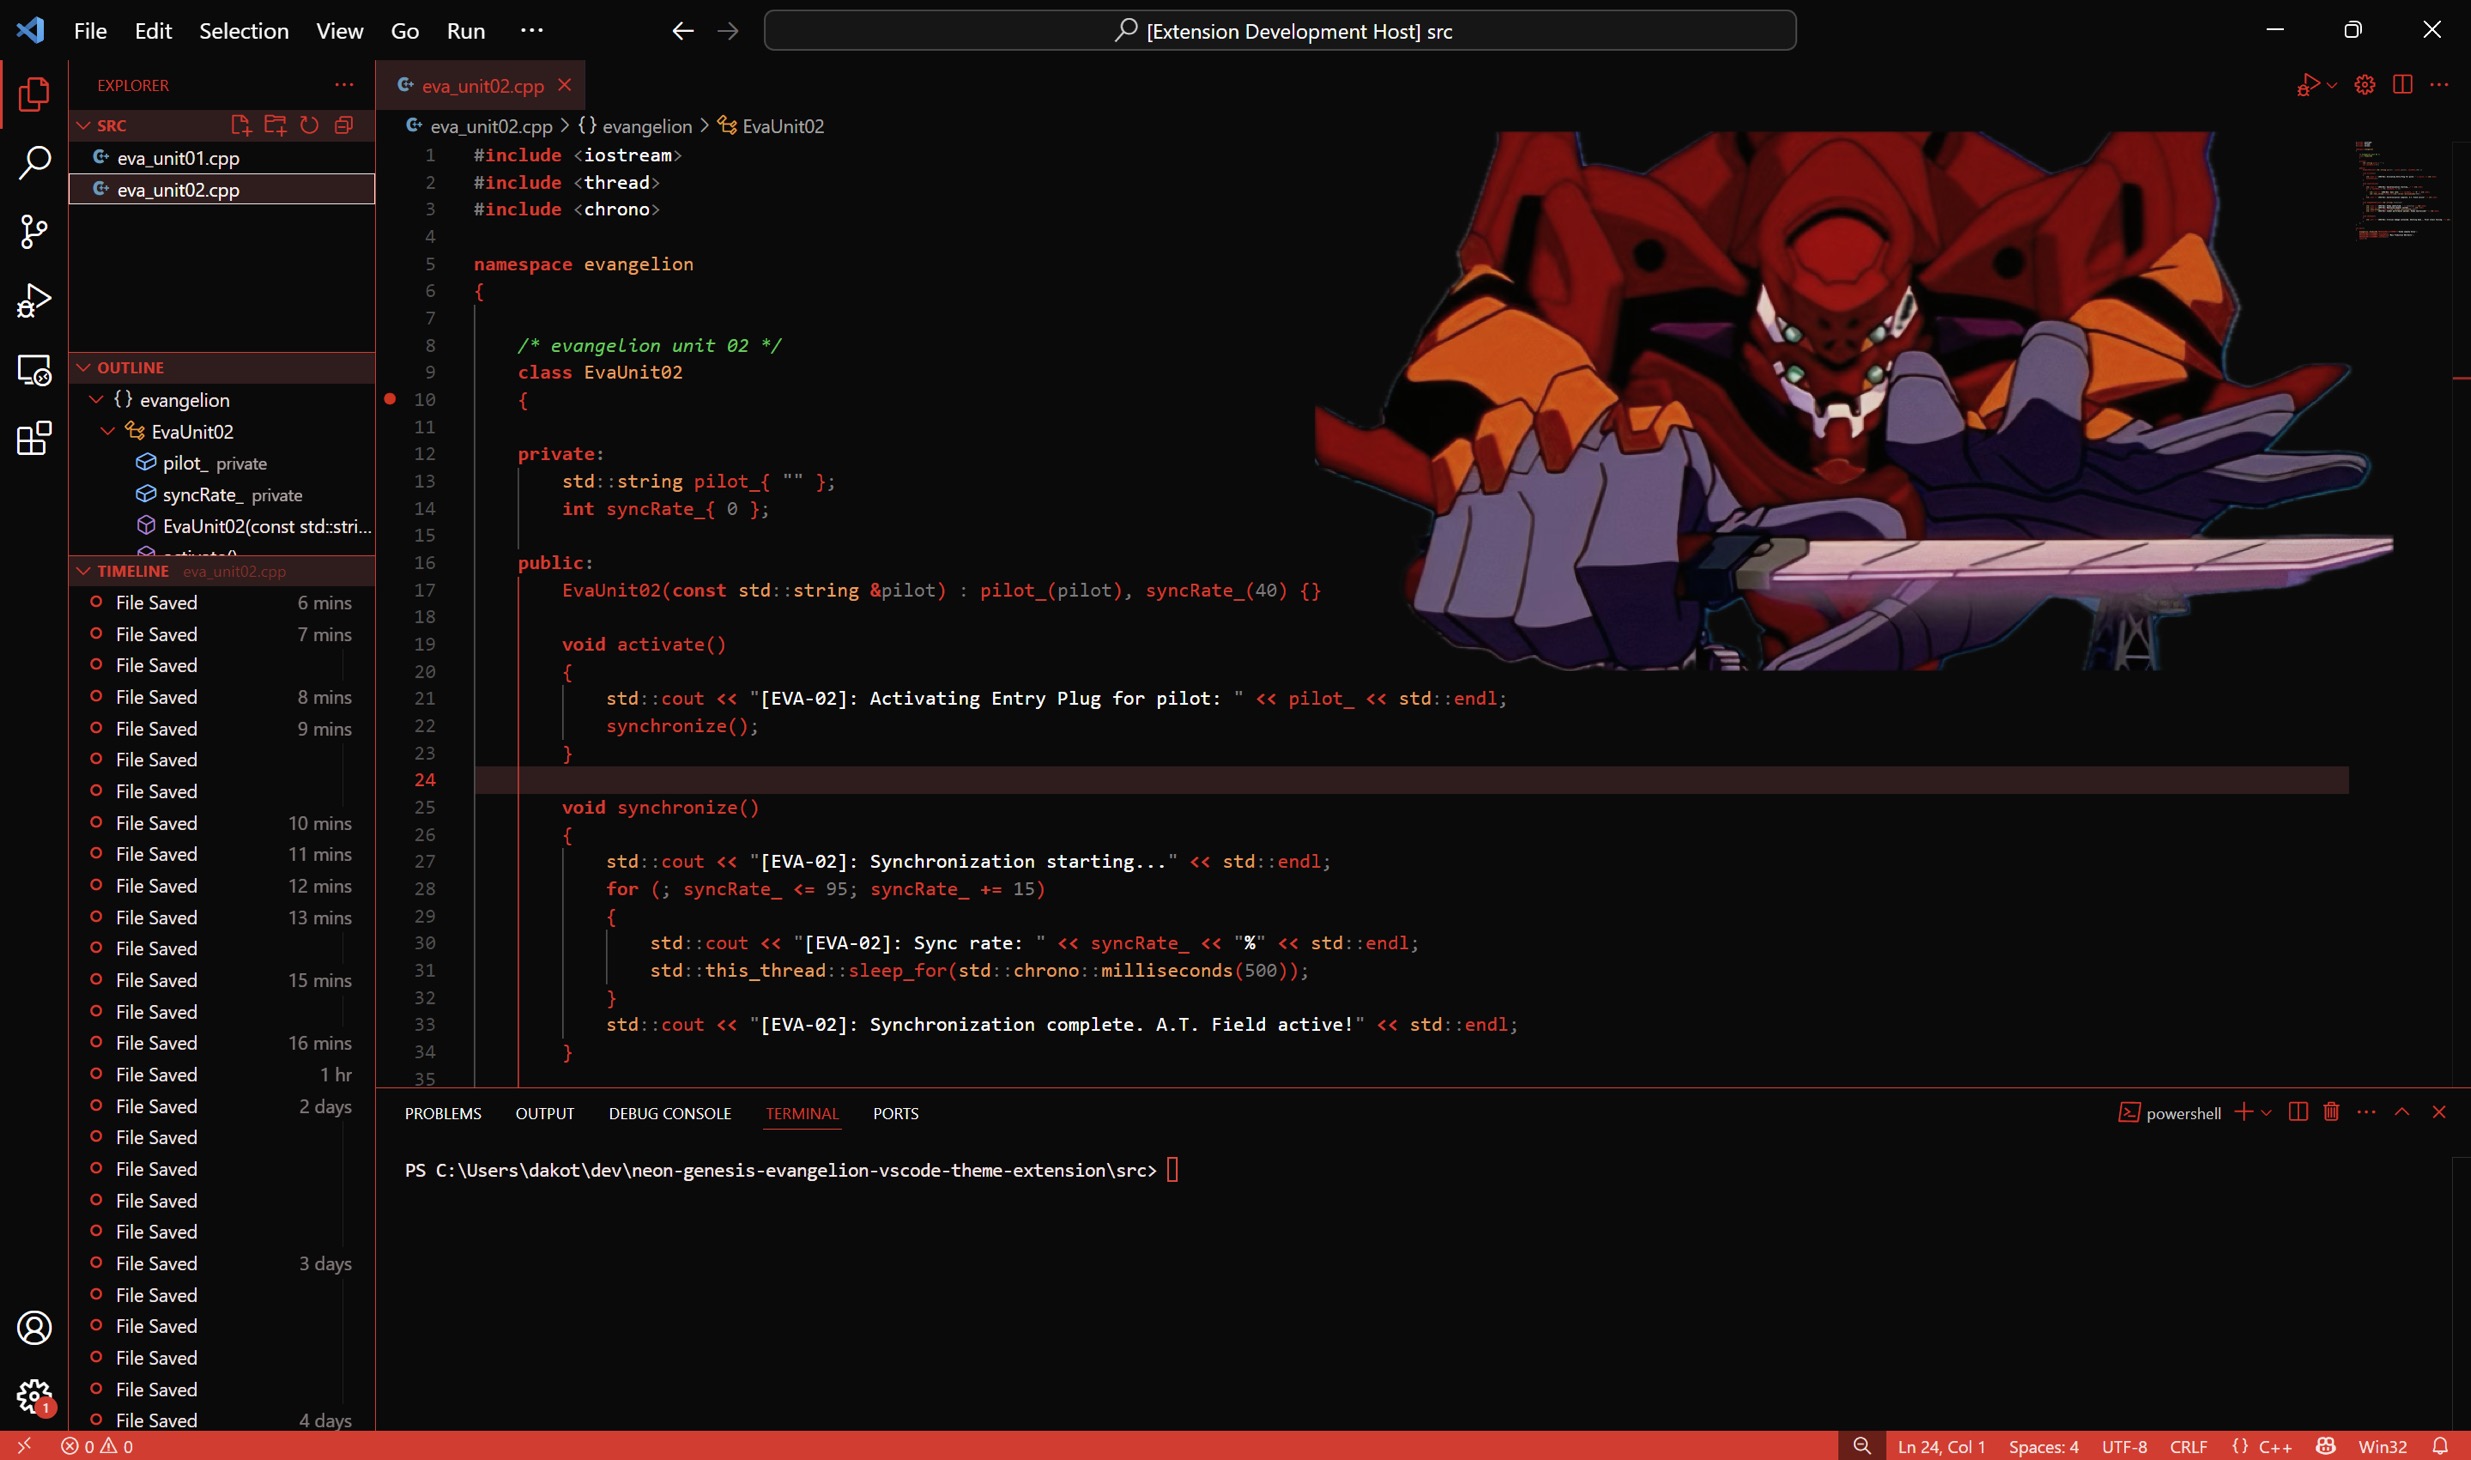 File Edit Selection View Go Run ··· [Extension Development Host] src
EXPLORER
SRC
eva_unit01.cpp
eva_unit02.cpp
OUTLINE
{} evangelion
EvaUnit02
pilot_ private
syncRate_ private
EvaUnit02(const std::stri...
activate()
TIMELINE eva_unit02.cpp
File Saved 6 mins
File Saved 7 mins
File Saved
File Saved 8 mins
File Saved 9 mins
File Saved
File Saved
File Saved 10 mins
File Saved 11 mins
File Saved 12 mins
File Saved 13 mins
File Saved
File Saved 15 mins
File Saved
File Saved 16 mins
File Saved 1 hr
File Saved 2 days
File Saved
File Saved
File Saved
File Saved
File Saved 3 days
File Saved
File Saved
File Saved
File Saved
File Saved 4 days
eva_unit02.cpp
eva_unit02.cpp > {} evangelion > EvaUnit02
1 #include <iostream>
2 #include <thread>
3 #include <chrono>
4
5 namespace evangelion
6 {
7
8 /* evangelion unit 02 */
9 class EvaUnit02
10 {
11
12 private:
13 std::string pilot_{ "" };
14 int syncRate_{ 0 };
15
16 public:
17 EvaUnit02(const std::string &pilot) : pilot_(pilot), syncRate_(40) {}
18
19 void activate()
20 {
21 std::cout << "[EVA-02]: Activating Entry Plug for pilot: " << pilot_ << std::endl;
22 synchronize();
23 }
24
25 void synchronize()
26 {
27 std::cout << "[EVA-02]: Synchronization starting..." << std::endl;
28 for (; syncRate_ <= 95; syncRate_ += 15)
29 {
30 std::cout << "[EVA-02]: Sync rate: " << syncRate_ << "%" << std::endl;
31 std::this_thread::sleep_for(std::chrono::milliseconds(500));
32 }
33 std::cout << "[EVA-02]: Synchronization complete. A.T. Field active!" << std::endl;
34 }
35
PROBLEMS OUTPUT DEBUG CONSOLE TERMINAL PORTS powershell
PS C:\Users\dakot\dev\neon-genesis-evangelion-vscode-theme-extension\src>
1
0 0 Ln 24, Col 1 Spaces: 4 UTF-8 CRLF {} C++ Win32